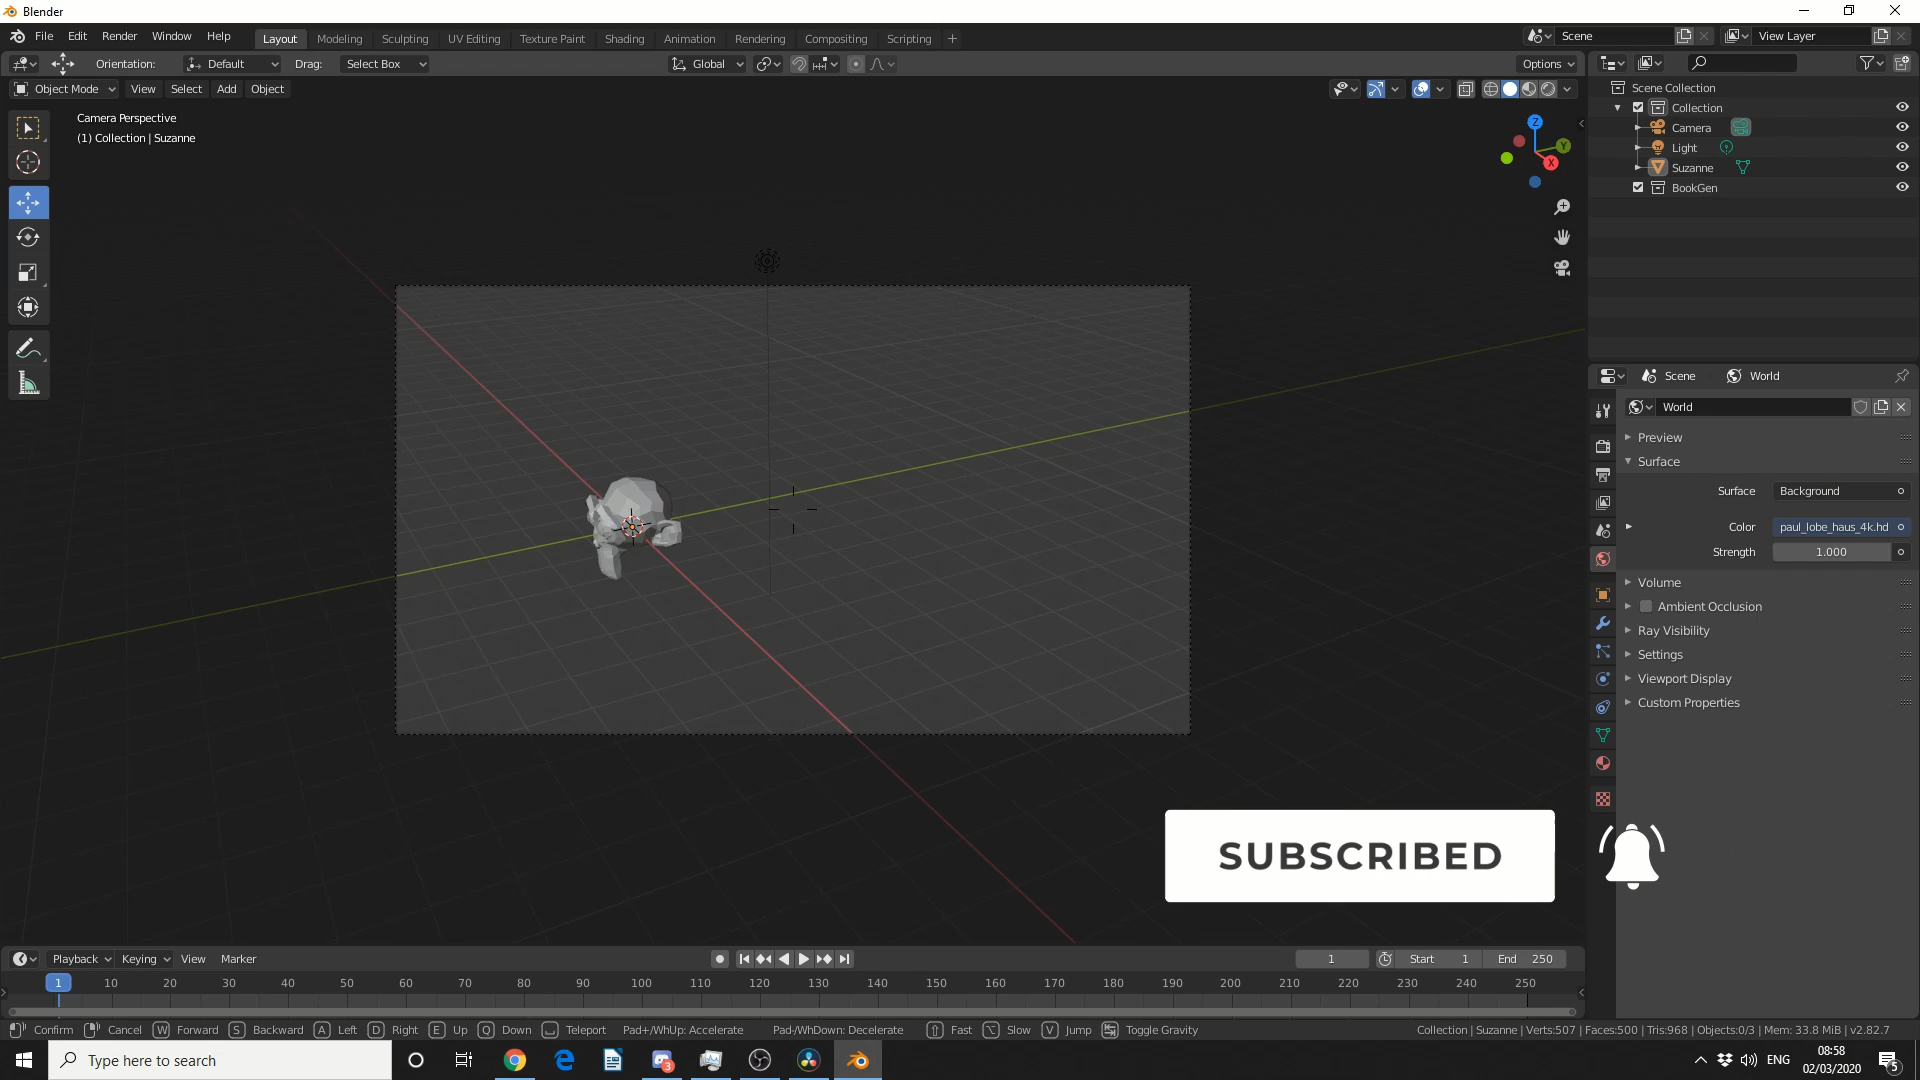 Blender
File Edit Render Window Help Layout Modeling Sculpting UV Editing Texture Paint Shading Animation Rendering Compositing Scripting + Scene View Layer
Orientation: Default Drag: Select Box Global Options
Object Mode View Select Add Object
Camera Perspective
(1) Collection | Suzanne
Z
Y
X
Scene Collection
Collection
Camera
Light
Suzanne
BookGen
Scene World
World
Preview
Surface
Surface Background
Color paul_lobe_haus_4k.hd
Strength 1.000
Volume
Ambient Occlusion
Ray Visibility
Settings
Viewport Display
Custom Properties
SUBSCRIBED
Playback Keying View Marker 1 Start 1 End 250
1 10 20 30 40 50 60 70 80 90 100 110 120 130 140 150 160 170 180 190 200 210 220 230 240 250
Confirm Cancel W Forward S Backward A Left D Right E Up Q Down Teleport Pad+/WhUp: Accelerate Pad-/WhDown: Decelerate Fast Slow V Jump Toggle Gravity Collection | Suzanne | Verts:507 | Faces:500 | Tris:968 | Objects:0/3 | Mem: 33.8 MiB | v2.82.7
Type here to search 3 ENG 08:58 5
02/03/2020